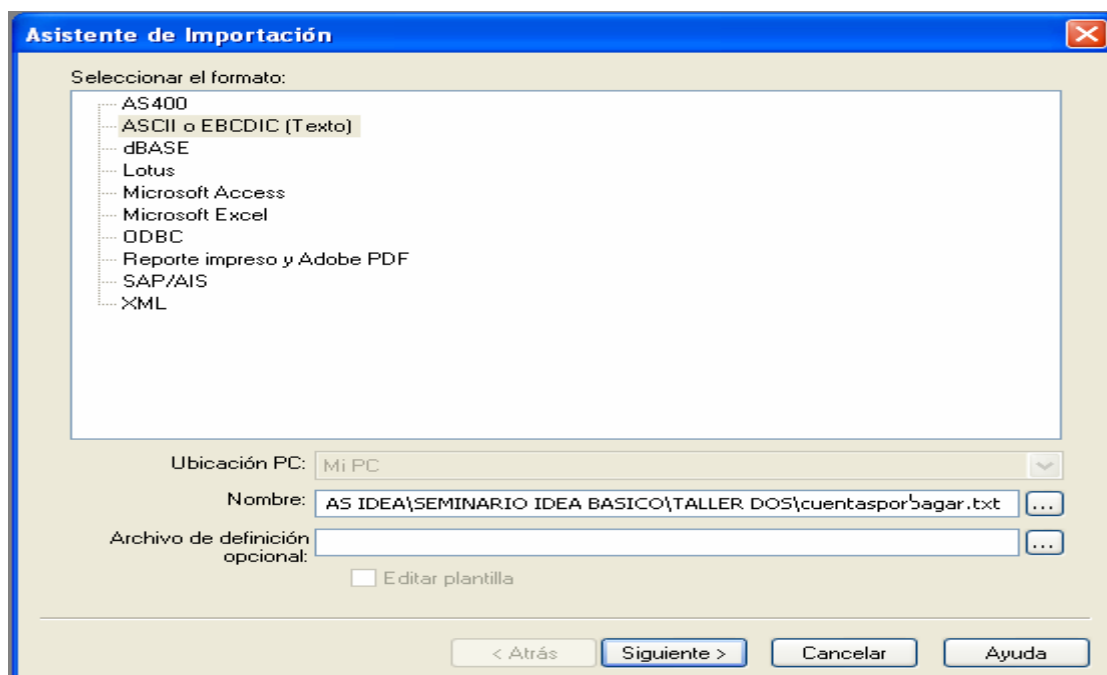 Asistente de Importación
Seleccionar el formato:
AS400
ASCII o EBCDIC (Texto)
dBASE
Lotus
Microsoft Access
Microsoft Excel
ODBC
Reporte impreso y Adobe PDF
SAP/AIS
XML
Ubicación PC: Mi PC
Nombre: AS IDEA\SEMINARIO IDEA BASICO\TALLER DOS\cuentasporpagar.txt ...
Archivo de definición opcional: ...
Editar plantilla
< Atrás Siguiente > Cancelar Ayuda